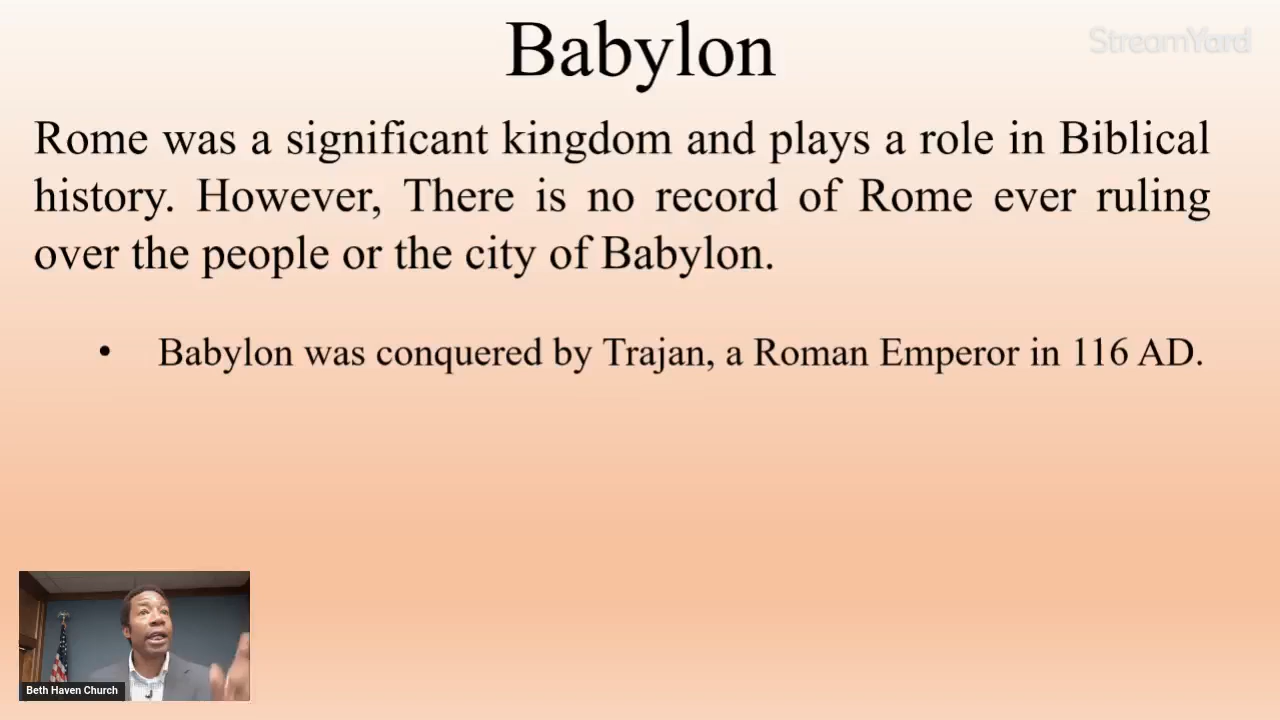 Babylon
StreamYard
Rome was a significant kingdom and plays a role in Biblical
history. However, There is no record of Rome ever ruling
over the people or the city of Babylon.
• Babylon was conquered by Trajan, a Roman Emperor in 116 AD.
Beth Haven Church